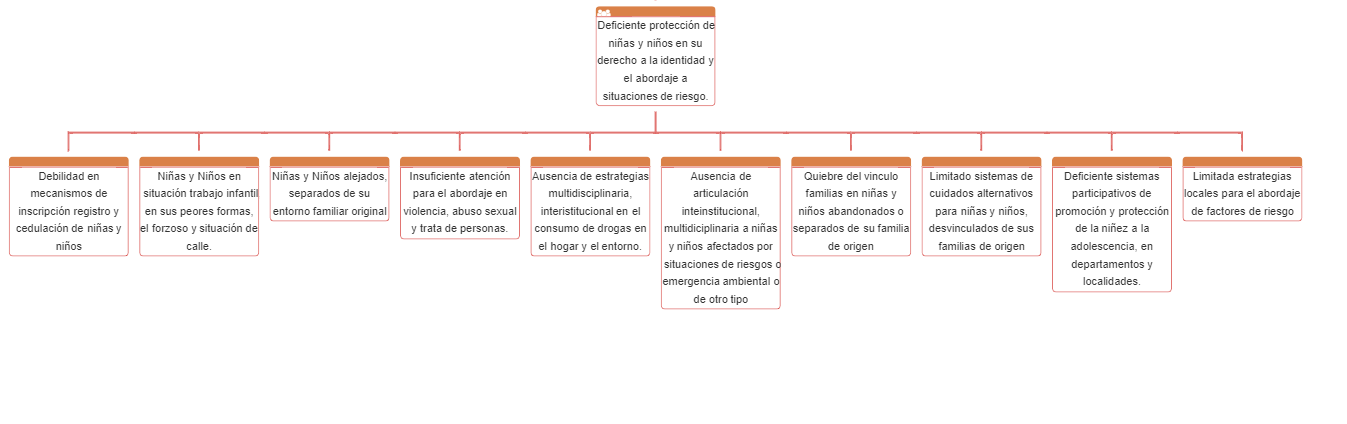 Deficiente protección de
niñas y niños en su
derecho a la identidad y
el abordaje a
situaciones de riesgo.
Debilidad en
mecanismos de
inscripción registro y
cedulación de niñas y
niños
Niñas y Niños en
situación trabajo infantil
en sus peores formas,
el forzoso y situación de
calle.
Niñas y Niños alejados,
separados de su
entorno familiar original
Insuficiente atención
para el abordaje en
violencia, abuso sexual
y trata de personas.
Ausencia de estrategias
multidisciplinaria,
interistitucional en el
consumo de drogas en
el hogar y el entorno.
Ausencia de
articulación
inteinstitucional,
multidiciplinaria a niñas
y niños afectados por
situaciones de riesgos o
emergencia ambiental o
de otro tipo
Quiebre del vinculo
familias en niñas y
niños abandonados o
separados de su familia
de origen
Limitado sistemas de
cuidados alternativos
para niñas y niños,
desvinculados de sus
familias de origen
Deficiente sistemas
participativos de
promoción y protección
de la niñez a la
adolescencia, en
departamentos y
localidades.
Limitada estrategias
locales para el abordaje
de factores de riesgo